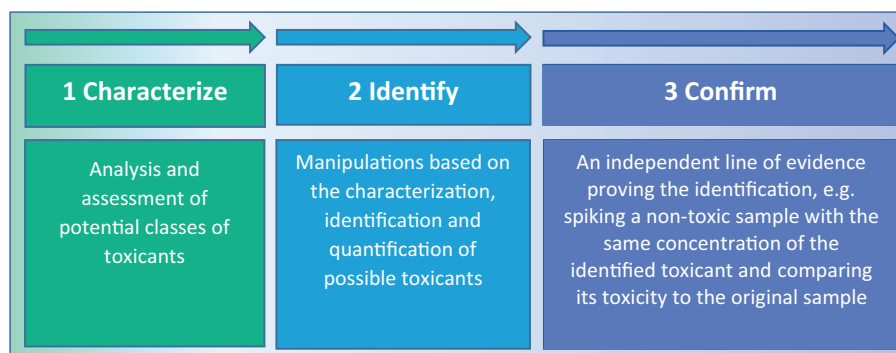 1 Characterize
2 Identify
3 Confirm
Analysis and
assessment of
potential classes of
toxicants
Manipulations based on
the characterization,
identification and
quantification of
possible toxicants
An independent line of evidence
proving the identification, e.g.
spiking a non-toxic sample with the
same concentration of the
identified toxicant and comparing
its toxicity to the original sample